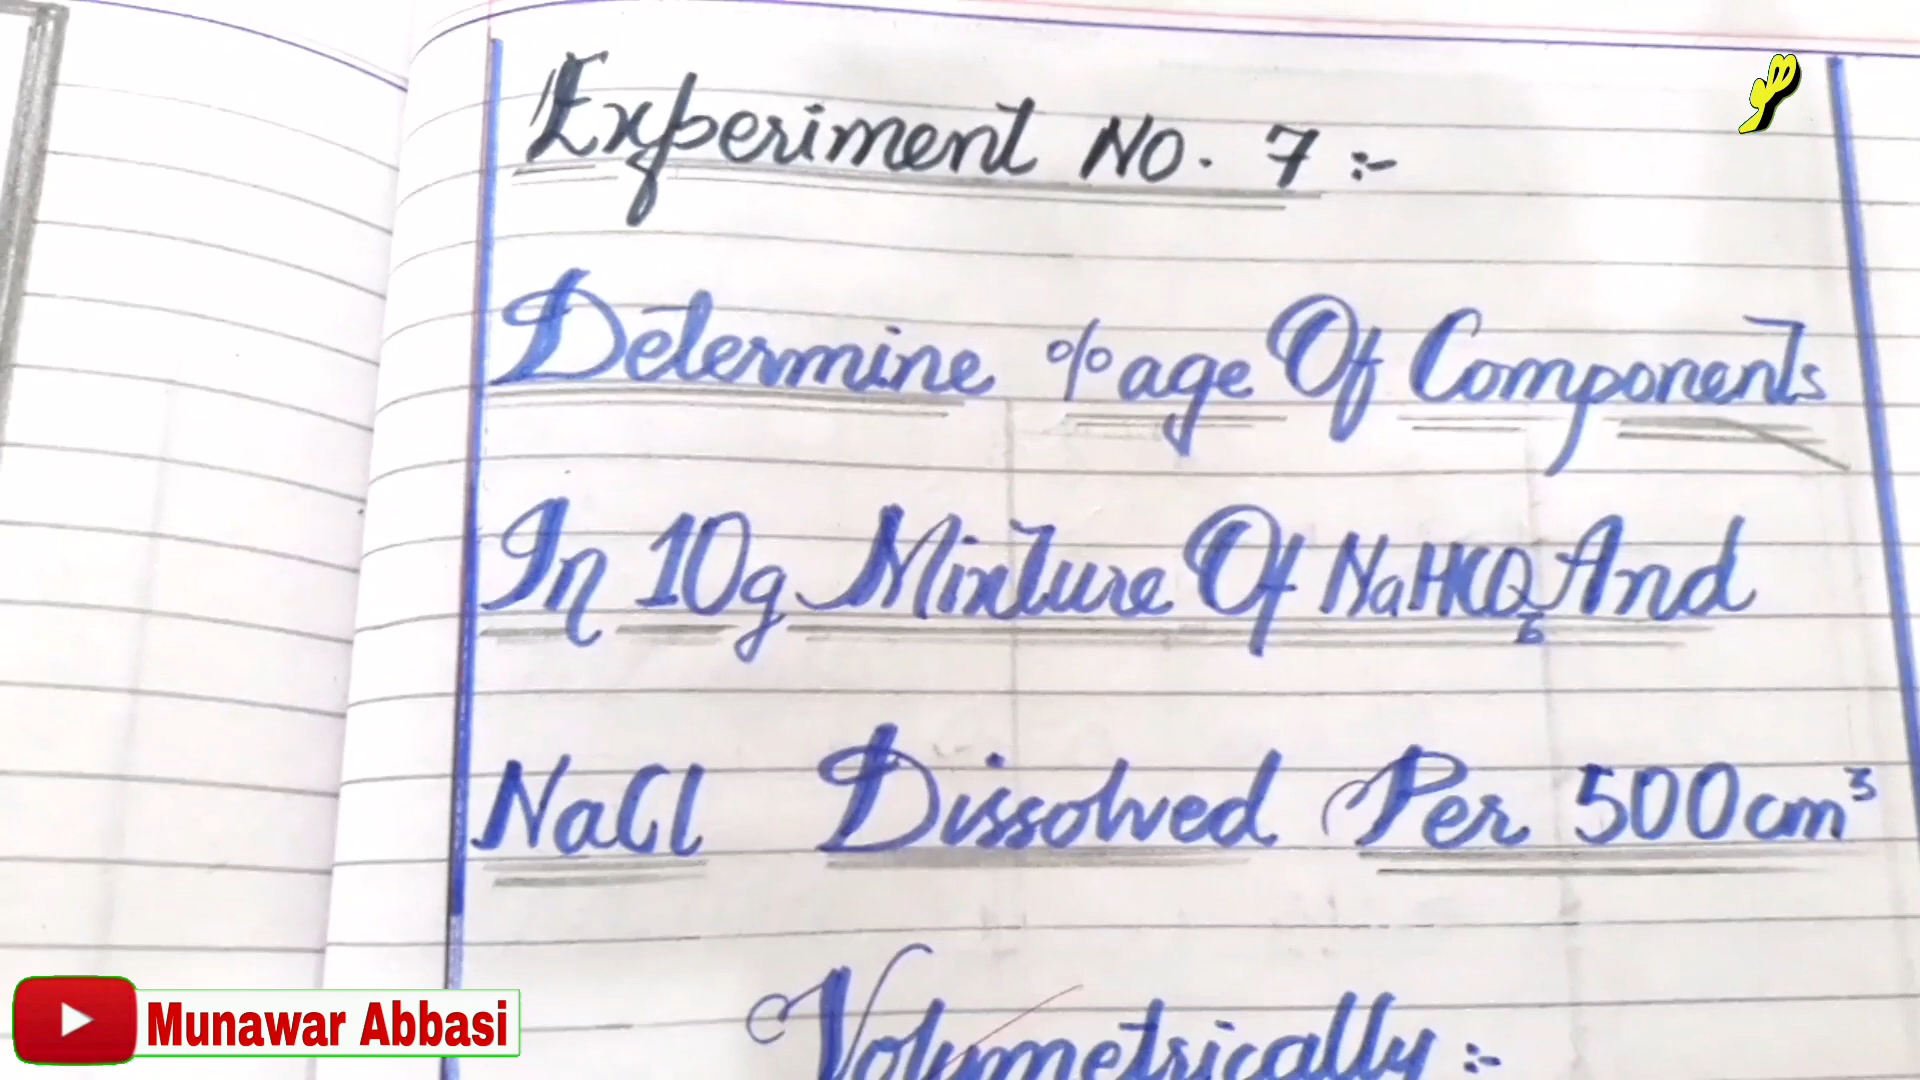 Experiment No. 7 :-
Determine %age Of Components
In 10g Mixture Of NaHCO3 And
NaCl Dissolved Per 500cm³
Volumetrically :-
Munawar Abbasi